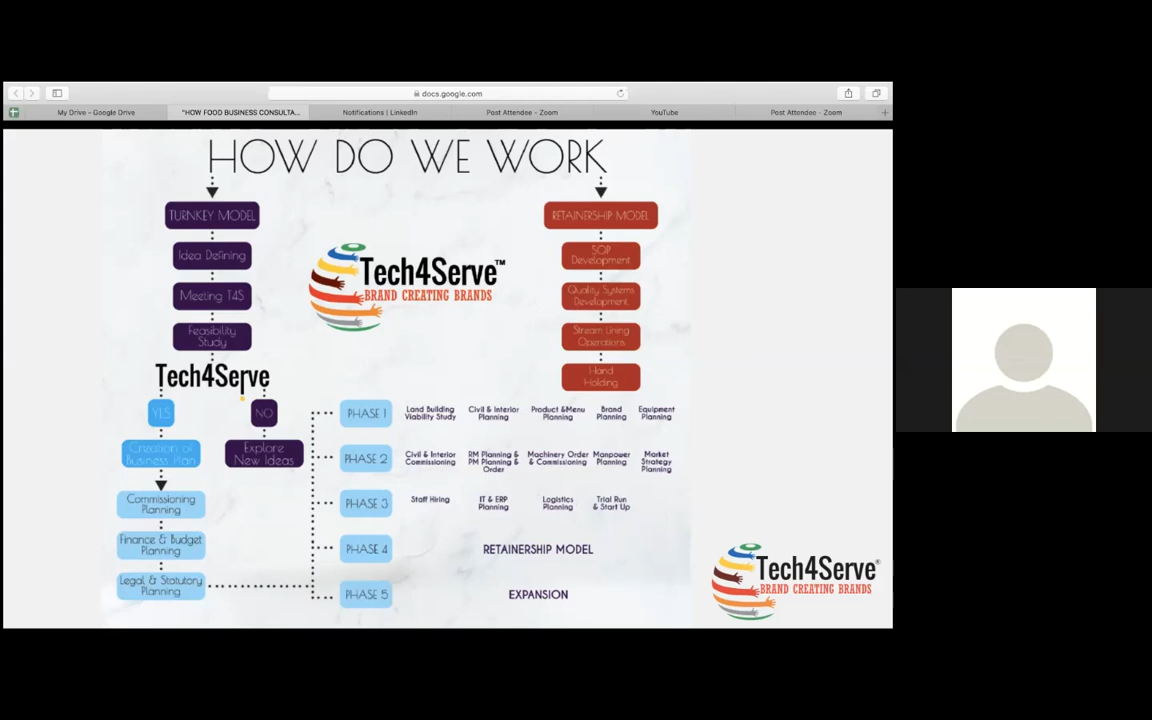 docs.google.com
My Drive – Google Drive
"HOW FOOD BUSINESS CONSULTA...
Notifications | LinkedIn
Post Attendee - Zoom
YouTube
Post Attendee - Zoom
HOW DO WE WORK
TURNKEY MODEL
Idea Defining
Meeting T4S
Feasibility
Study
Tech4Serve
YES
NO
Creation of
Business Plan
Explore
New Ideas
Commissioning
Planning
Finance & Budget
Planning
Legal & Statutory
Planning
Tech4Serve™
BRAND CREATING BRANDS
RETAINERSHIP MODEL
SOP
Development
Quality Systems
Development
Stream Lining
Operations
Hand
Holding
PHASE 1
Land Building
Viability Study
Civil & Interior
Planning
Product &Menu
Planning
Brand
Planning
Equipment
Planning
PHASE 2
Civil & Interior
Commissioning
RM Planning &
PM Planning &
Order
Machinery Order
& Commissioning
Manpower
Planning
Market
Strategy
Planning
PHASE 3
Staff Hiring
IT & ERP
Planning
Logistics
Planning
Trial Run
& Start Up
PHASE 4
RETAINERSHIP MODEL
PHASE 5
EXPANSION
Tech4Serve®
BRAND CREATING BRANDS